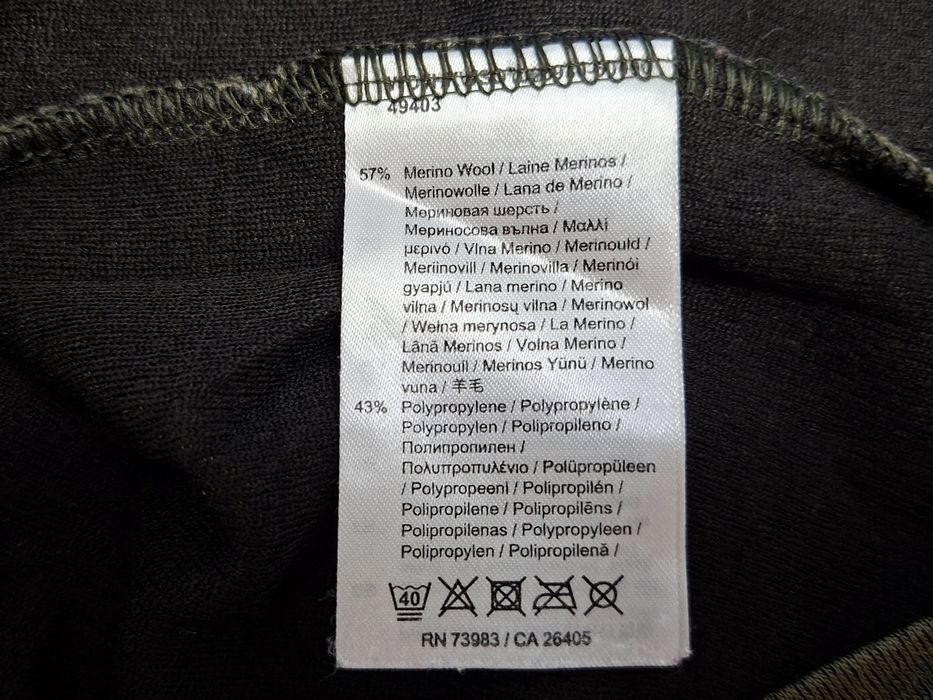 49403
57% Merino Wool / Laine Merinos /
Merinowolle / Lana de Merino /
Мериновая шерсть /
Мериносова вълна / Μαλλί
μερινό / Vlna Merino / Merinould /
Meriinovill / Merinovilla / Merinói
gyapjú / Lana merino / Merino
vilņa / Merinosų vilna / Merinowol
/ Wełna merynosa / La Merino /
Lână Merinos / Volna Merino /
Merinoull / Merinos Yünü / Merino
vuna / 羊毛
43% Polypropylene / Polypropylène /
Polypropylen / Polipropileno /
Полипропилен /
Πολυπροπυλένιο / Polüpropüleen
/ Polypropeeni / Polipropilén /
Polipropilene / Polipropilēns /
Polipropilenas / Polypropyleen /
Polipropylen / Polipropilenă /
40
RN 73983 / CA 26405